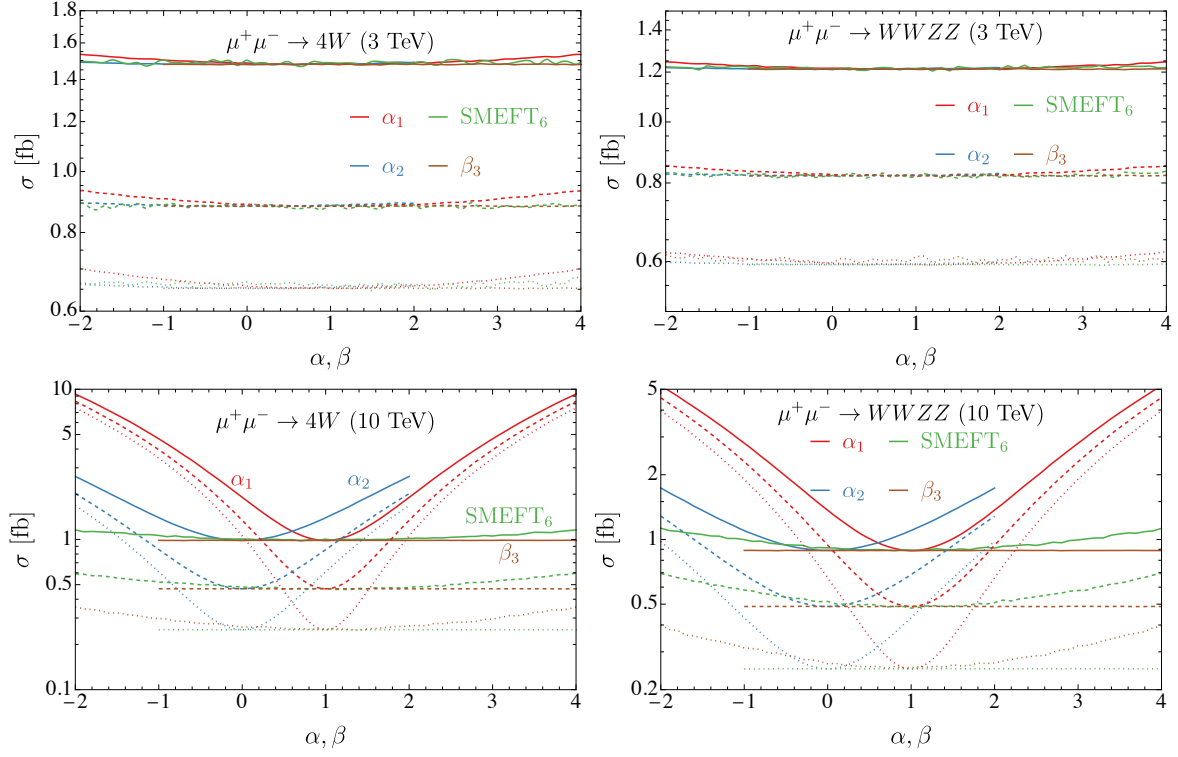 μ⁺μ⁻ → 4W (3 TeV)
1.8
1.6
1.4
1.2
1.0
0.8
0.6
σ [fb]
α₁ SMEFT₆
α₂ β₃
−2 −1 0 1 2 3 4
α, β
μ⁺μ⁻ → WWZZ (3 TeV)
1.4
1.2
1.0
0.8
0.6
σ [fb]
α₁ SMEFT₆
α₂ β₃
−2 −1 0 1 2 3 4
α, β
μ⁺μ⁻ → 4W (10 TeV)
10
5
1
0.5
0.1
σ [fb]
α₁ α₂
SMEFT₆
β₃
−2 −1 0 1 2 3 4
α, β
μ⁺μ⁻ → WWZZ (10 TeV)
5
2
1
0.5
0.2
σ [fb]
α₁ SMEFT₆
α₂ β₃
−2 −1 0 1 2 3 4
α, β